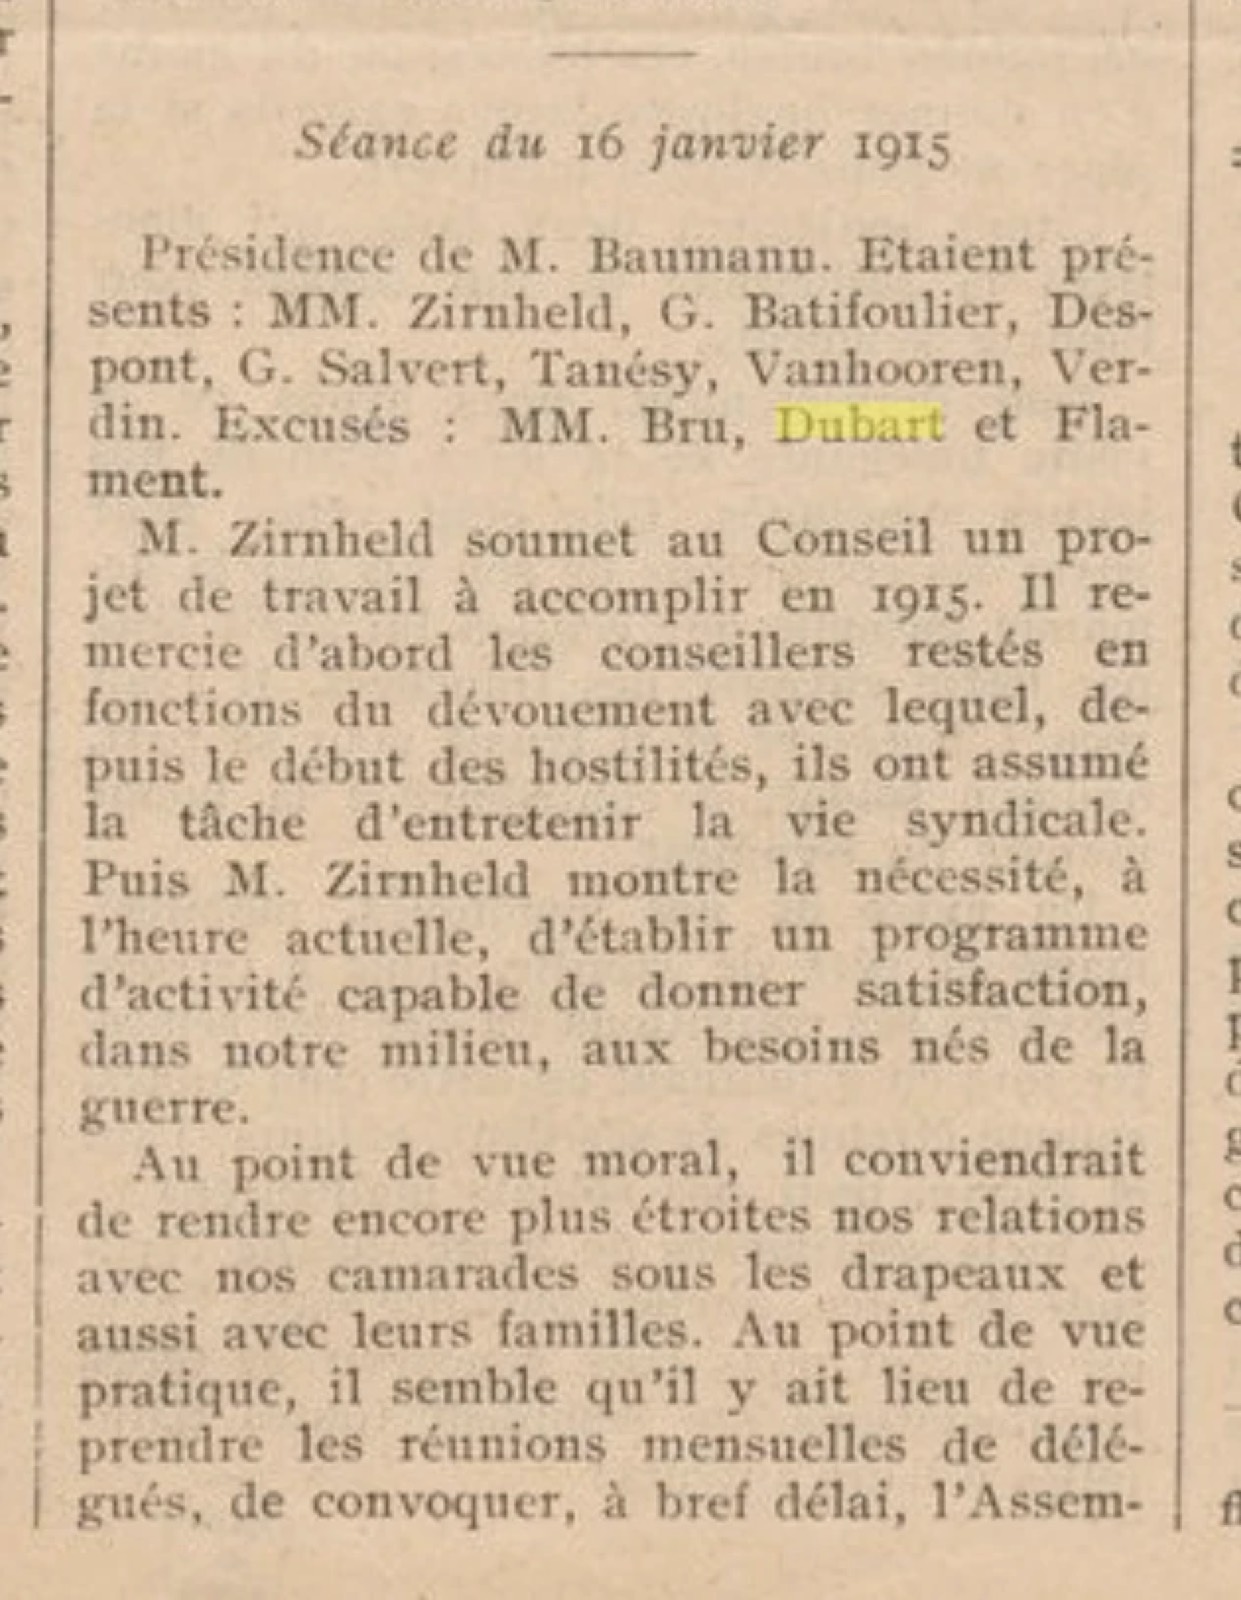 Séance du 16 janvier 1915
Présidence de M. Baumann. Etaient pré-
sents : MM. Zirnheld, G. Batifoulier, Des-
pont, G. Salvert, Tanésy, Vanhooren, Ver-
din. Excusés : MM. Bru, Dubart et Fla-
ment.
M. Zirnheld soumet au Conseil un pro-
jet de travail à accomplir en 1915. Il re-
mercie d'abord les conseillers restés en
fonctions du dévouement avec lequel, de-
puis le début des hostilités, ils ont assumé
la tâche d'entretenir la vie syndicale.
Puis M. Zirnheld montre la nécessité, à
l'heure actuelle, d'établir un programme
d'activité capable de donner satisfaction,
dans notre milieu, aux besoins nés de la
guerre.
Au point de vue moral, il conviendrait
de rendre encore plus étroites nos relations
avec nos camarades sous les drapeaux et
aussi avec leurs familles. Au point de vue
pratique, il semble qu'il y ait lieu de re-
prendre les réunions mensuelles de délé-
gués, de convoquer, à bref délai, l'Assem-